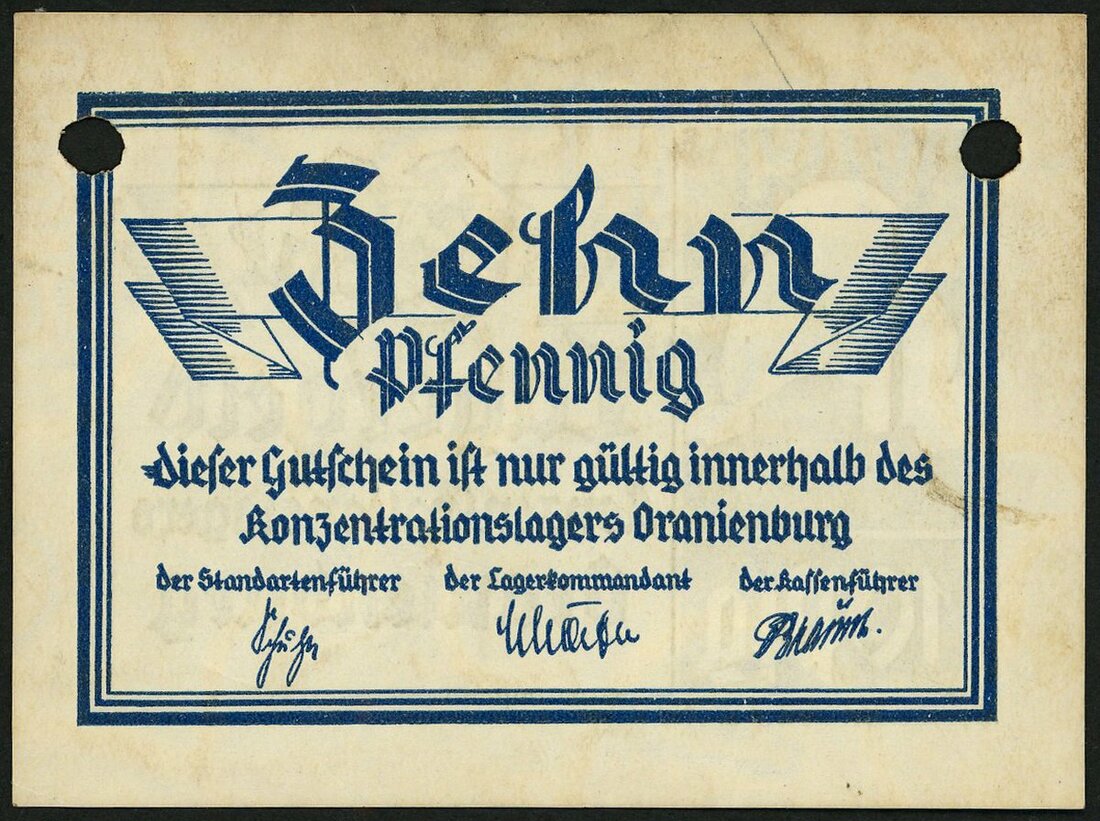 Zehn
Pfennig
dieser Gutschein ist nur gültig innerhalb des
Konzentrationslagers Oranienburg
der Standartenführer der Lagerkommandant der Kassenführer